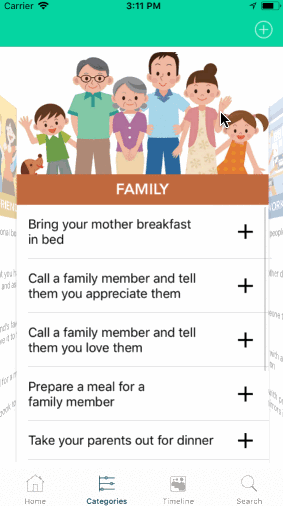 Carrier 3:11 PM
FAMILY
Bring your mother breakfast
in bed
Call a family member and tell
them you appreciate them
Call a family member and tell
them you love them
Prepare a meal for a
family member
Take your parents out for dinner
Home Categories Timeline Search